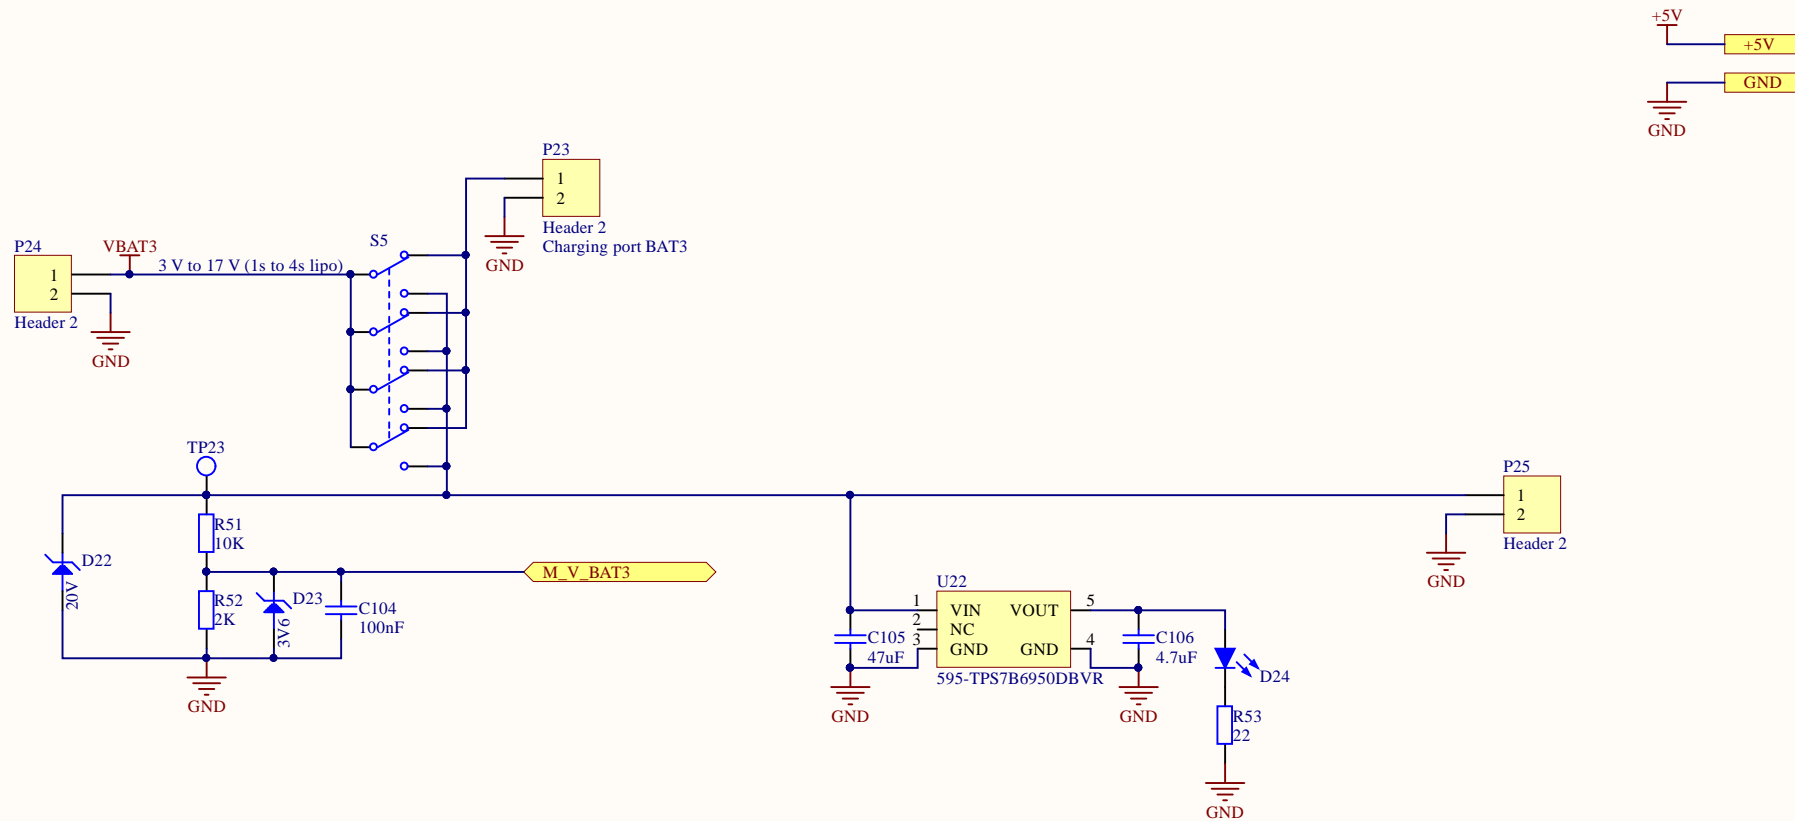 +5V
+5V
GND
GND
P23
1
2
Header 2
Charging port BAT3
GND
S5
P24
1
2
Header 2
VBAT3
3 V to 17 V (1s to 4s lipo)
GND
TP23
R51
10K
D22
20V
R52
2K
D23
3V6
C104
100nF
M_V_BAT3
GND
P25
1
2
Header 2
GND
U22
1
2
3
VIN
NC
GND
VOUT
GND
5
4
595-TPS7B6950DBVR
C105
47uF
GND
C106
4.7uF
GND
D24
R53
22
GND